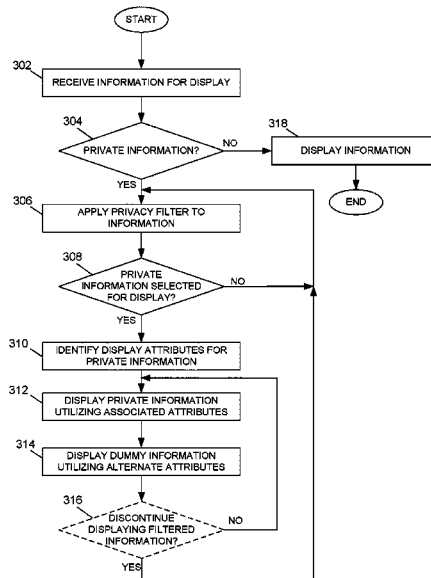 START
302
RECEIVE INFORMATION FOR DISPLAY
304
PRIVATE INFORMATION?
NO
318
DISPLAY INFORMATION
YES
END
306
APPLY PRIVACY FILTER TO
INFORMATION
308
PRIVATE
INFORMATION SELECTED
FOR DISPLAY?
NO
YES
310
IDENTIFY DISPLAY ATTRIBUTES FOR
PRIVATE INFORMATION
312
DISPLAY PRIVATE INFORMATION
UTILIZING ASSOCIATED ATTRIBUTES
314
DISPLAY DUMMY INFORMATION
UTILIZING ALTERNATE ATTRIBUTES
316
DISCONTINUE
DISPLAYING FILTERED
INFORMATION?
NO
YES